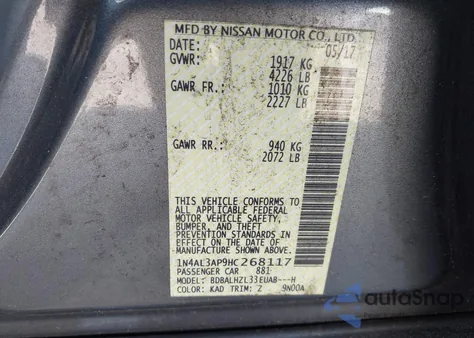 MFD BY NISSAN MOTOR CO., LTD.
DATE: 05/17
GVWR: 1917 KG
4226 LB
GAWR FR.: 1010 KG
2227 LB
GAWR RR.: 940 KG
2072 LB
THIS VEHICLE CONFORMS TO
ALL APPLICABLE FEDERAL
MOTOR VEHICLE SAFETY,
BUMPER, AND THEFT
PREVENTION STANDARDS IN
EFFECT ON THE DATE OF
MANUFACTURE SHOWN ABOVE.
1N4AL3AP9HC268117
PASSENGER CAR 881
MODEL: BDBALHZL33EUAB---H
COLOR: KAD TRIM: Z 9N00A
autoSnap